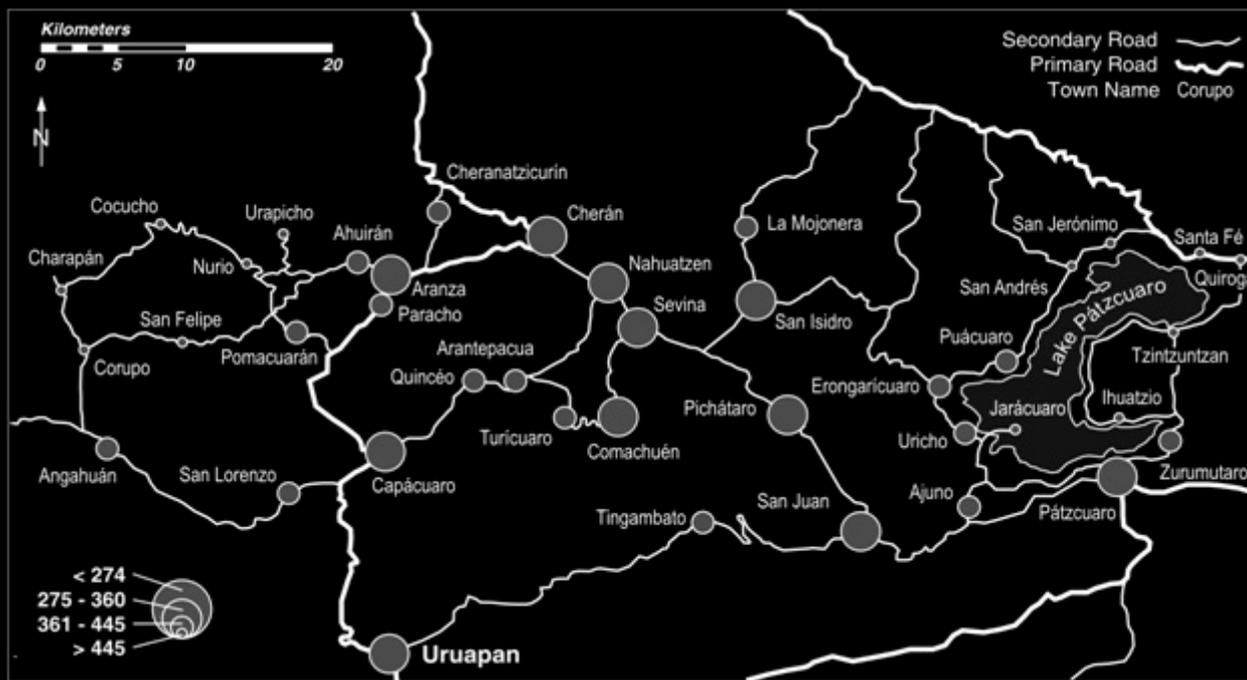 Kilometers
0 5 10 20
N
Secondary Road
Primary Road
Town Name Corupo
Cheranatzicurín
Cocucho
Urapicho
Cherán
Ahuirán
La Mojonera
San Jerónimo
Santa Fé
Charapán
Nurio
Nahuatzen
Quiroga
Aranza
San Andrés
Lake Pátzcuaro
Paracho
Sevina
San Felipe
San Isidro
Pomacuarán
Puácuaro
Arantepacua
Tzintzuntzan
Corupo
Quincéo
Erongarícuaro
Ihuatzio
Pichátaro
Jarácuaro
Turícuaro
Uricho
Comachuén
Angahuán
San Lorenzo
Capácuaro
Zurumutaro
Ajuno
San Juan
Pátzcuaro
Tingambato
< 274
275 - 360
361 - 445
> 445
Uruapan